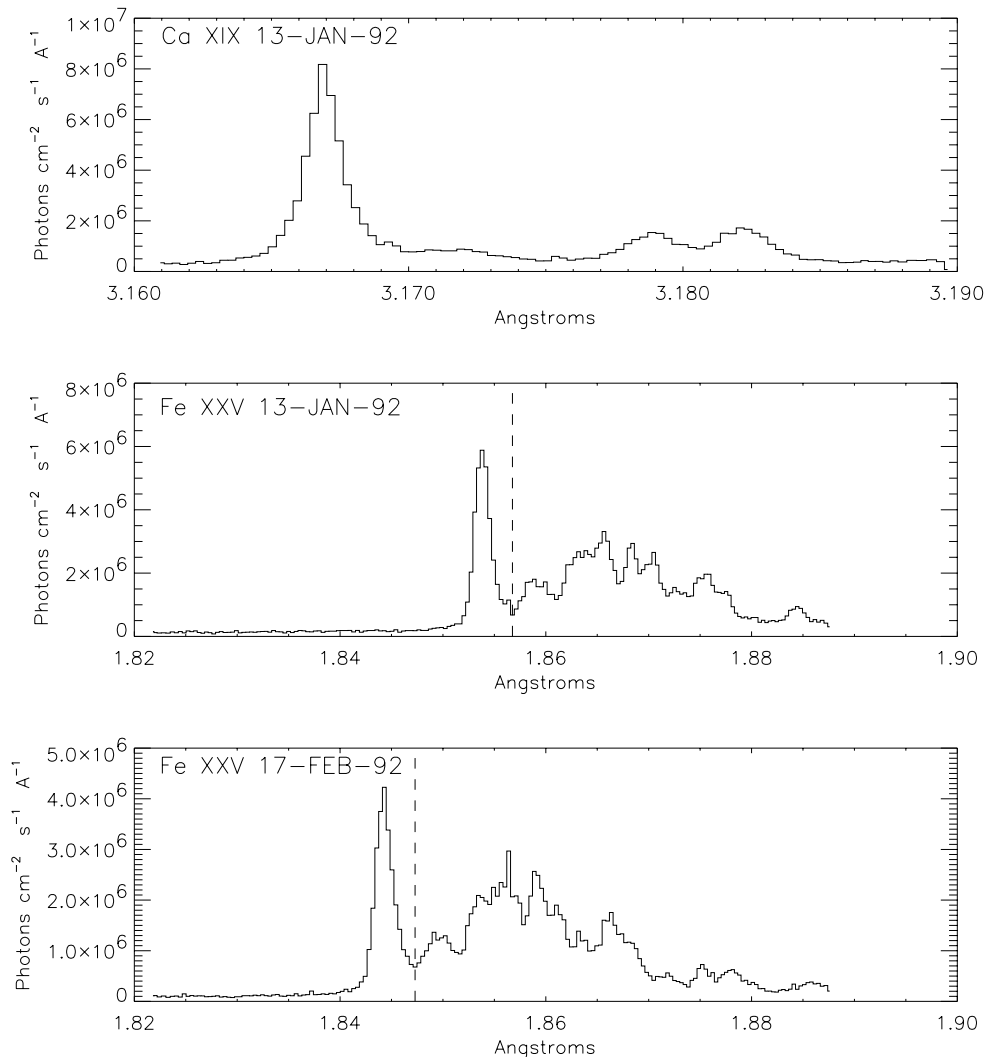 Ca XIX 13-JAN-92
Photons cm⁻² s⁻¹ A⁻¹
1×10⁷
8×10⁶
6×10⁶
4×10⁶
2×10⁶
0
3.160 3.170 3.180 3.190
Angstroms
Fe XXV 13-JAN-92
Photons cm⁻² s⁻¹ A⁻¹
8×10⁶
6×10⁶
4×10⁶
2×10⁶
0
1.82 1.84 1.86 1.88 1.90
Angstroms
Fe XXV 17-FEB-92
Photons cm⁻² s⁻¹ A⁻¹
5.0×10⁶
4.0×10⁶
3.0×10⁶
2.0×10⁶
1.0×10⁶
0
1.82 1.84 1.86 1.88 1.90
Angstroms